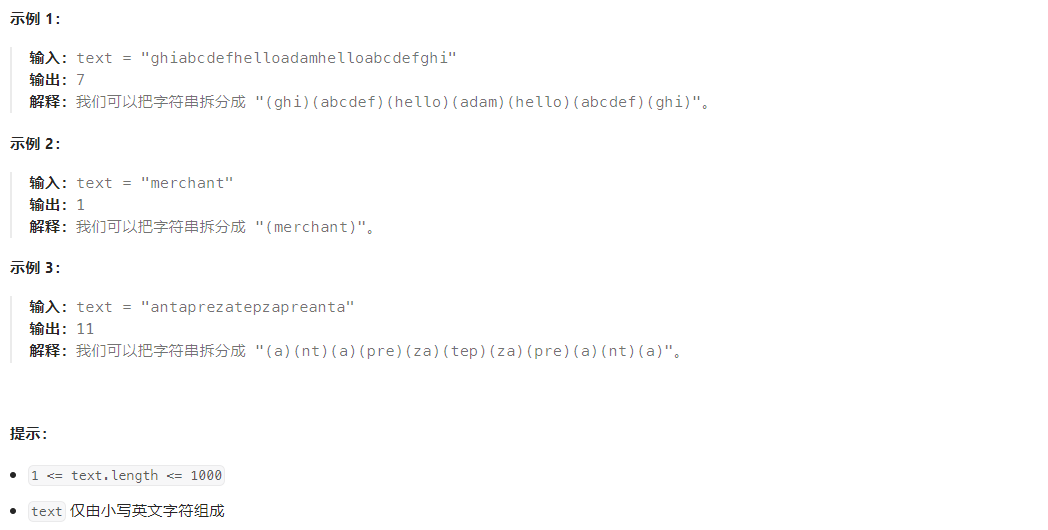 示例 1：
输入：text = "ghiabcdefhelloadamhelloabcdefghi"
输出：7
解释：我们可以把字符串拆分成 "(ghi)(abcdef)(hello)(adam)(hello)(abcdef)(ghi)"。
示例 2：
输入：text = "merchant"
输出：1
解释：我们可以把字符串拆分成 "(merchant)"。
示例 3：
输入：text = "antaprezatepzapreanta"
输出：11
解释：我们可以把字符串拆分成 "(a)(nt)(a)(pre)(za)(tep)(za)(pre)(a)(nt)(a)"。
提示：
• 1 <= text.length <= 1000
• text 仅由小写英文字符组成